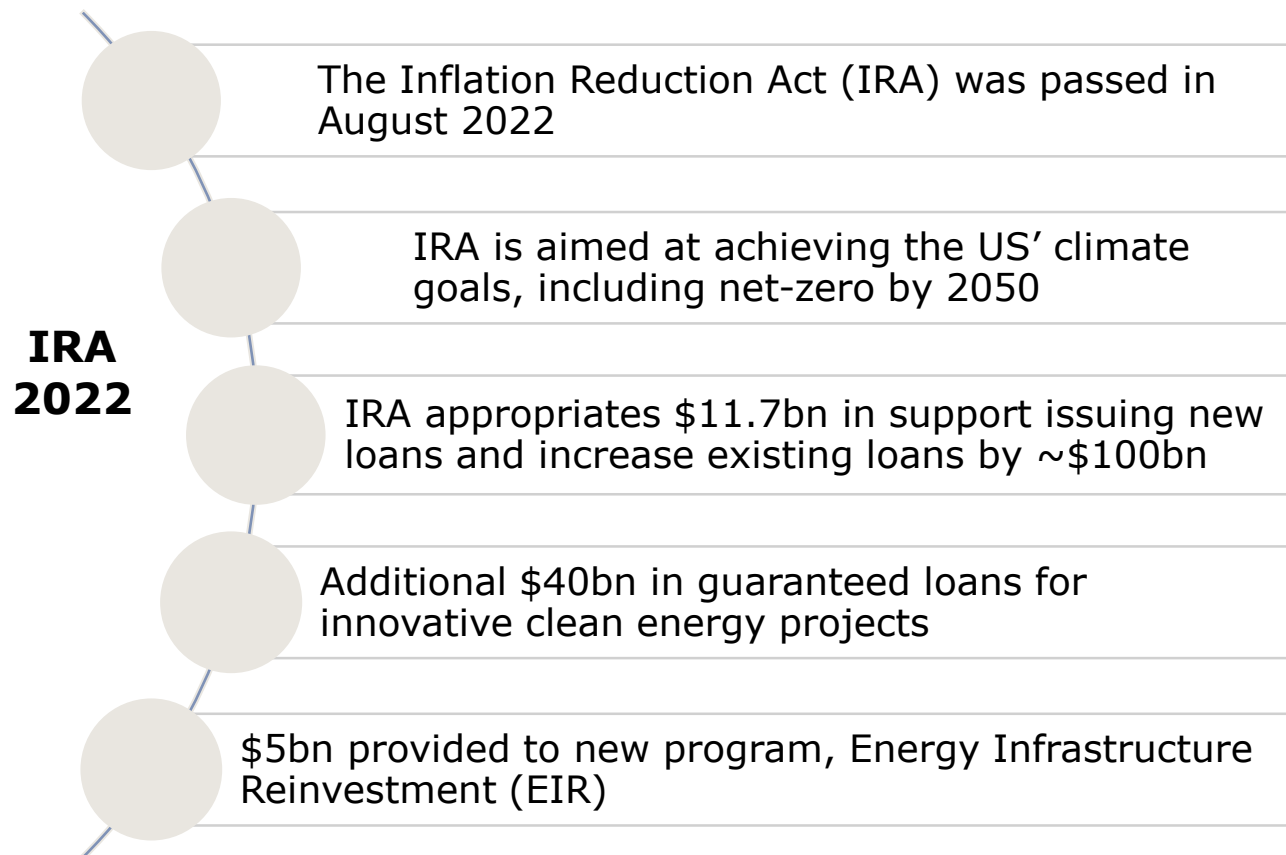 The Inflation Reduction Act (IRA) was passed in
August 2022
IRA is aimed at achieving the US’ climate
goals, including net-zero by 2050
IRA
2022
IRA appropriates $11.7bn in support issuing new
loans and increase existing loans by ~$100bn
Additional $40bn in guaranteed loans for
innovative clean energy projects
$5bn provided to new program, Energy Infrastructure
Reinvestment (EIR)